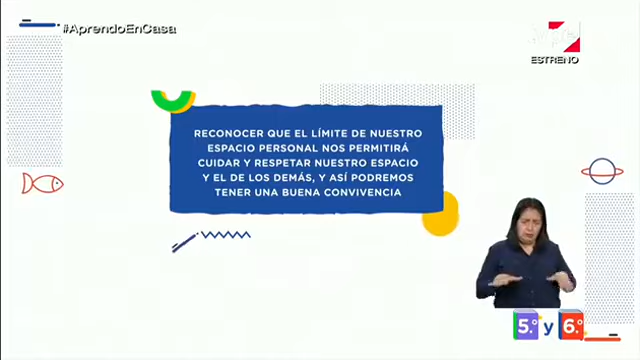 #AprendoEnCasa
ESTRENO
RECONOCER QUE EL LÍMITE DE NUESTRO
ESPACIO PERSONAL NOS PERMITIRÁ
CUIDAR Y RESPETAR NUESTRO ESPACIO
Y EL DE LOS DEMÁS, Y ASÍ PODREMOS
TENER UNA BUENA CONVIVENCIA
5.º y 6.º